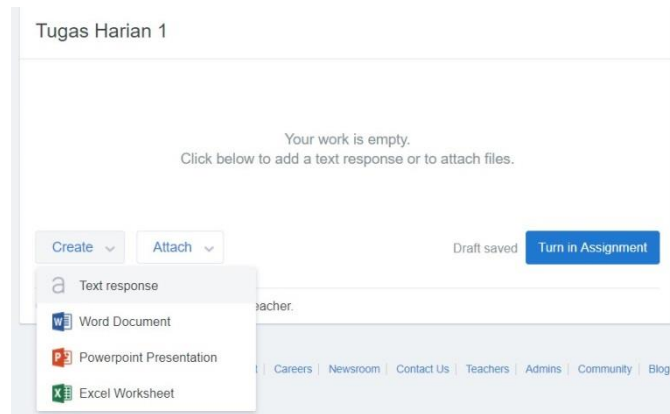 Tugas Harian 1
Your work is empty.
Click below to add a text response or to attach files.
Create Attach Draft saved Turn in Assignment
Text response
eacher.
Word Document
Powerpoint Presentation
Careers | Newsroom | Contact Us | Teachers | Admins | Community | Blog
Excel Worksheet